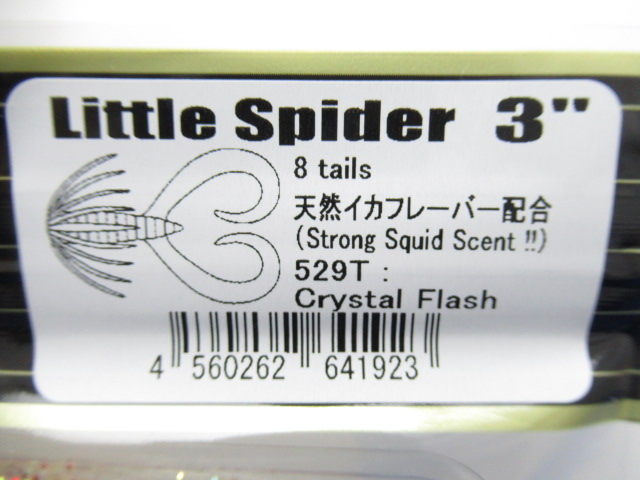 Little Spider 3"
8 tails
天然イカフレーバー配合
(Strong Squid Scent !!)
529T :
Crystal Flash
4 560262 641923